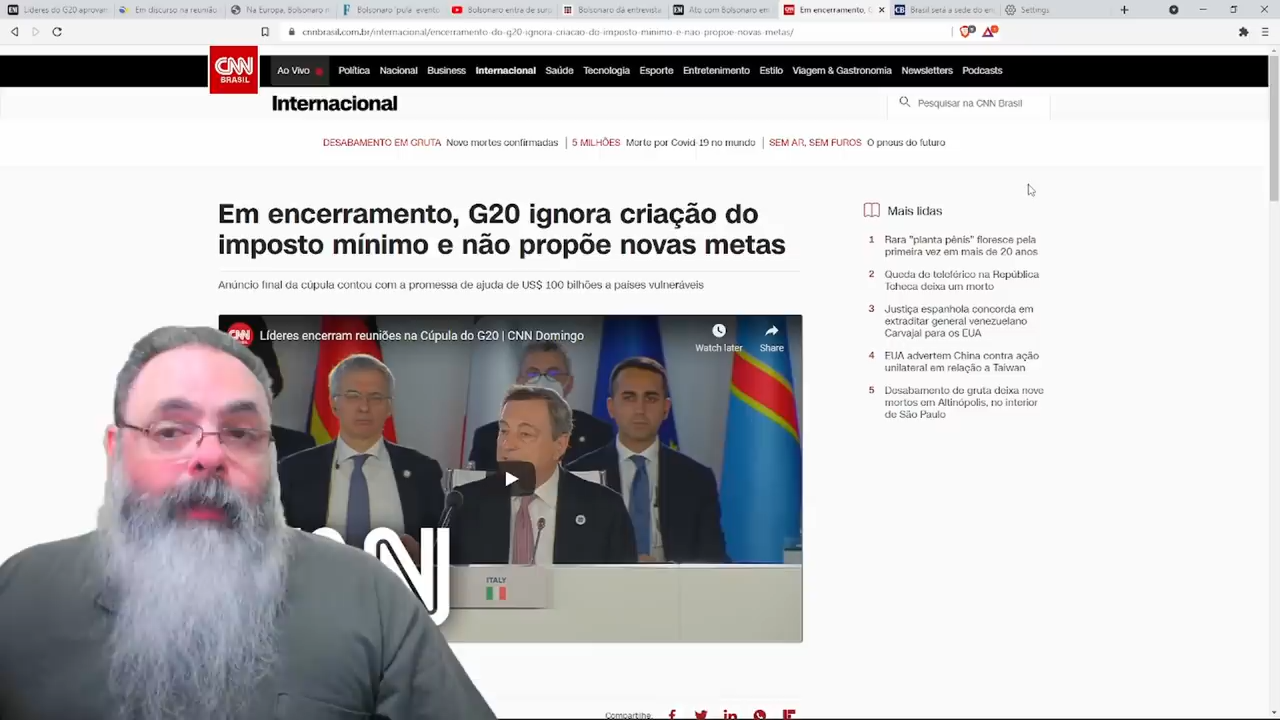 Líderes do G20 aprovam
Em discurso na reunião
Na Europa, Bolsonaro n
Bolsonaro 'pula' evento
Bolsonaro entra de surp
Bolsonaro dá entrevista
Ato com Bolsonaro em
Em encerramento, G
Brasil será a sede do en
Settings
cnnbrasil.com.br/internacional/encerramento-do-g20-ignora-criacao-do-imposto-minimo-e-nao-propoe-novas-metas/
CNN
BRASIL
Ao Vivo
Política
Nacional
Business
Internacional
Saúde
Tecnologia
Esporte
Entretenimento
Estilo
Viagem & Gastronomia
Newsletters
Podcasts
Internacional
Pesquisar na CNN Brasil
DESABAMENTO EM GRUTA Nove mortes confirmadas | 5 MILHÕES Morte por Covid-19 no mundo | SEM AR, SEM FUROS O pneus do futuro
Em encerramento, G20 ignora criação do
imposto mínimo e não propõe novas metas
Anúncio final da cúpula contou com a promessa de ajuda de US$ 100 bilhões a países vulneráveis
CNN
Líderes encerram reuniões na Cúpula do G20 | CNN Domingo
Watch later
Share
ITALY
Mais lidas
1 Rara "planta pênis" floresce pela
primeira vez em mais de 20 anos
2 Queda de teleférico na República
Tcheca deixa um morto
3 Justiça espanhola concorda em
extraditar general venezuelano
Carvajal para os EUA
4 EUA advertem China contra ação
unilateral em relação a Taiwan
5 Desabamento de gruta deixa nove
mortos em Altinópolis, no interior
de São Paulo
Compartilhe: